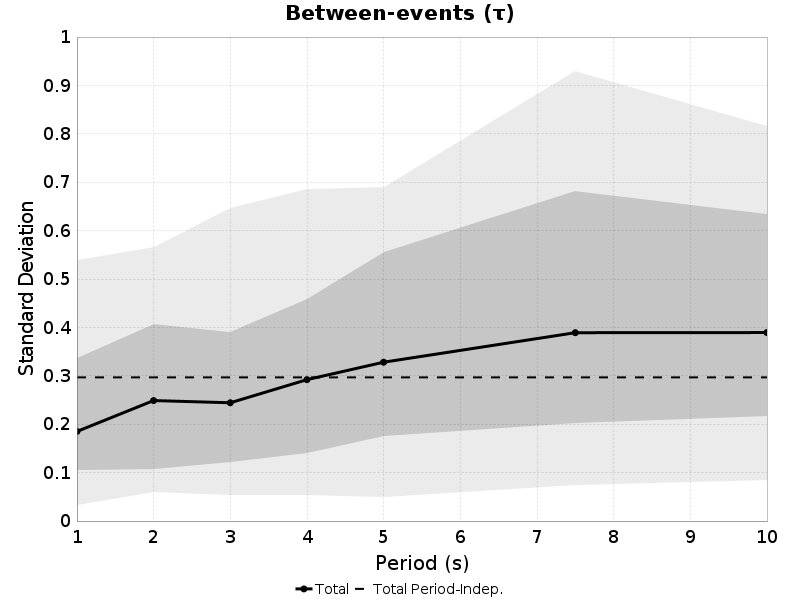 Between-events (τ)
1
0.9
0.8
0.7
0.6
0.5
0.4
0.3
0.2
0.1
0
Standard Deviation
1 2 3 4 5 6 7 8 9 10
Period (s)
Total Total Period-Indep.